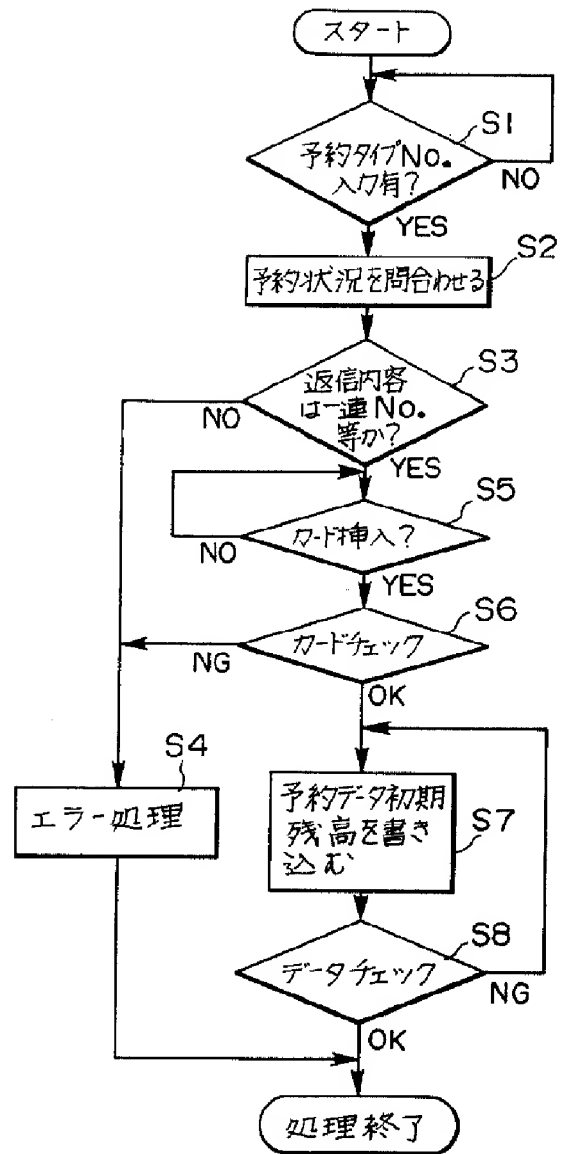 スタート
S1
予約タイプNo.
入力有?
NO
YES
S2
予約状況を問合わせる
S3
返信内容
は一連No.
等か?
NO
YES
S5
カード挿入?
NO
YES
S6
カードチェック
NG
OK
S4
エラー処理
予約データ初期
残高を書き
込む
S7
S8
データチェック
NG
OK
処理終了